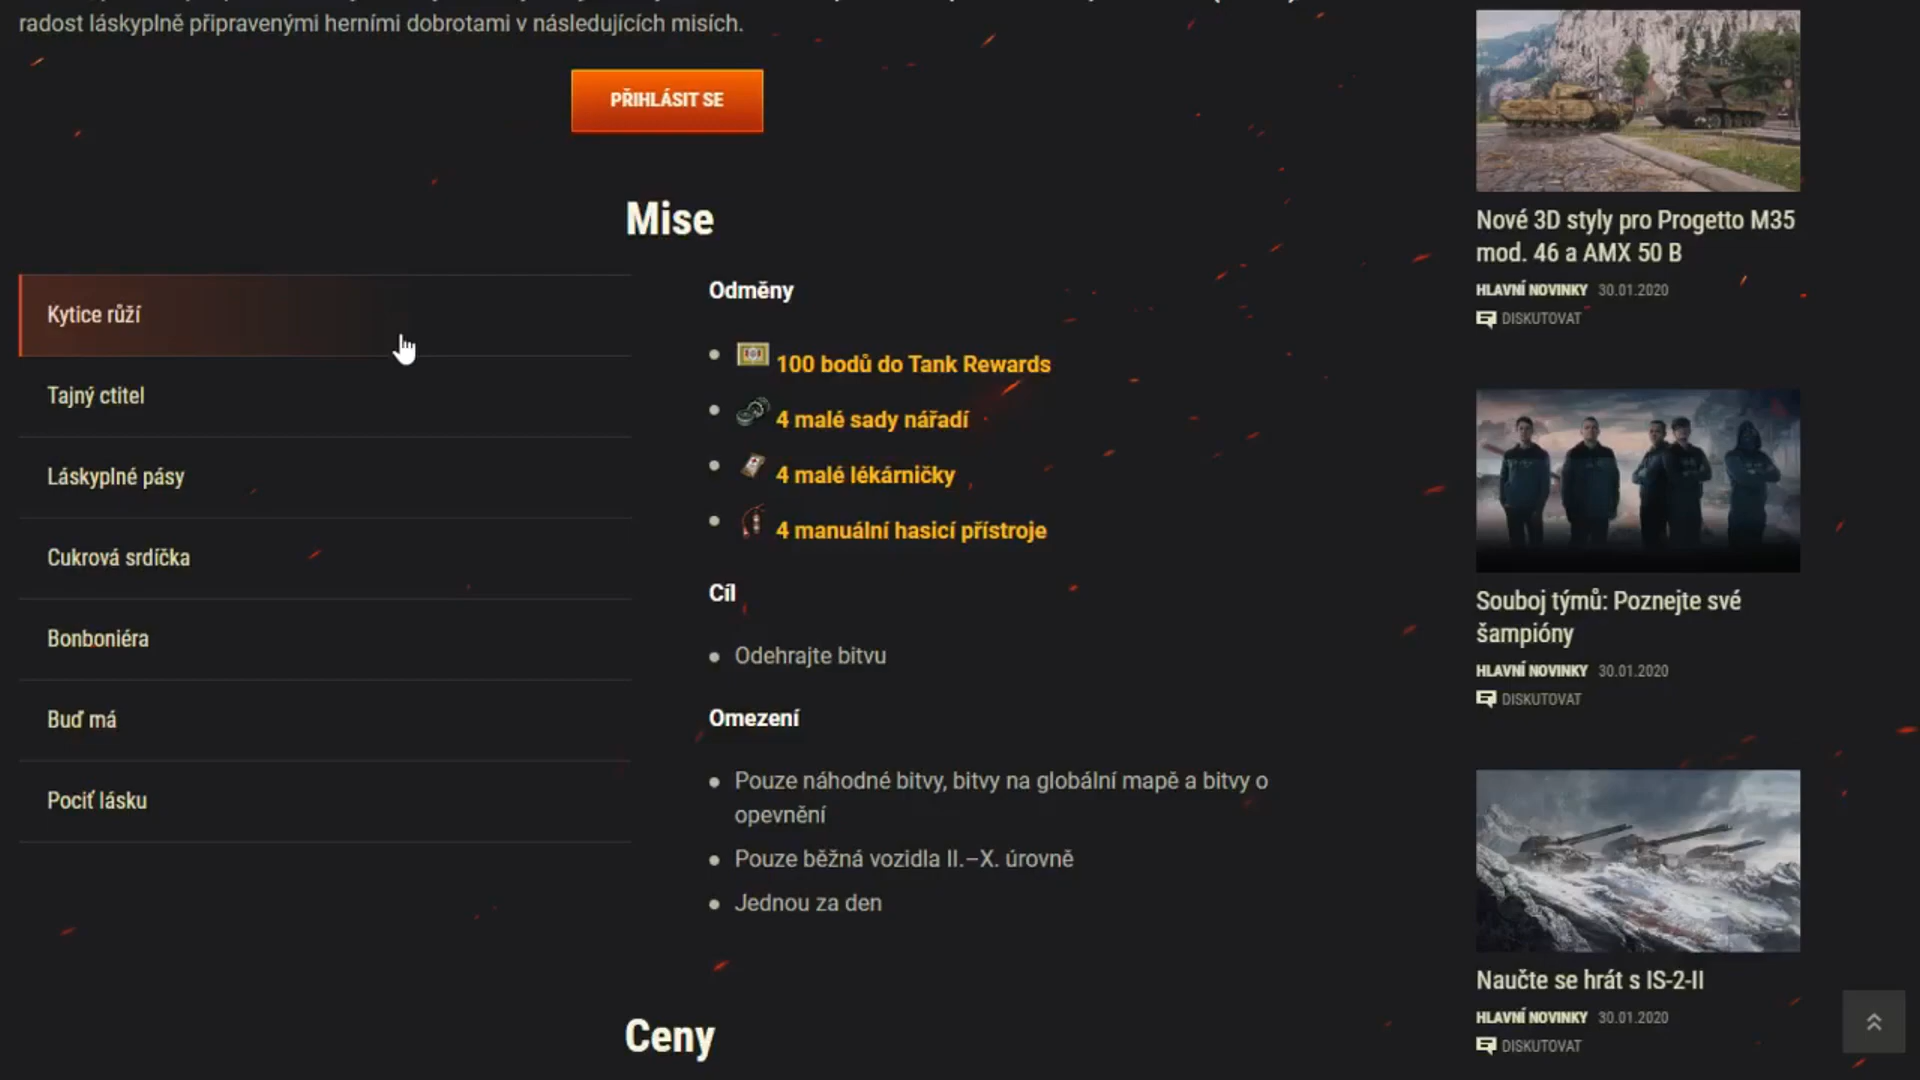 radost láskyplně připravenými herními dobrotami v následujících misích.
PŘIHLÁSIT SE
Mise
Kytice růží
Tajný ctitel
Láskyplné pásy
Cukrová srdíčka
Bonboniéra
Buď má
Pociť lásku
Odměny
100 bodů do Tank Rewards
4 malé sady nářadí
4 malé lékárničky
4 manuální hasicí přístroje
Cíl
Odehrajte bitvu
Omezení
Pouze náhodné bitvy, bitvy na globální mapě a bitvy o
opevnění
Pouze běžná vozidla II.–X. úrovně
Jednou za den
Ceny
Nové 3D styly pro Progetto M35
mod. 46 a AMX 50 B
HLAVNÍ NOVINKY 30.01.2020
DISKUTOVAT
Souboj týmů: Poznejte své
šampióny
HLAVNÍ NOVINKY 30.01.2020
DISKUTOVAT
Naučte se hrát s IS-2-II
HLAVNÍ NOVINKY 30.01.2020
DISKUTOVAT